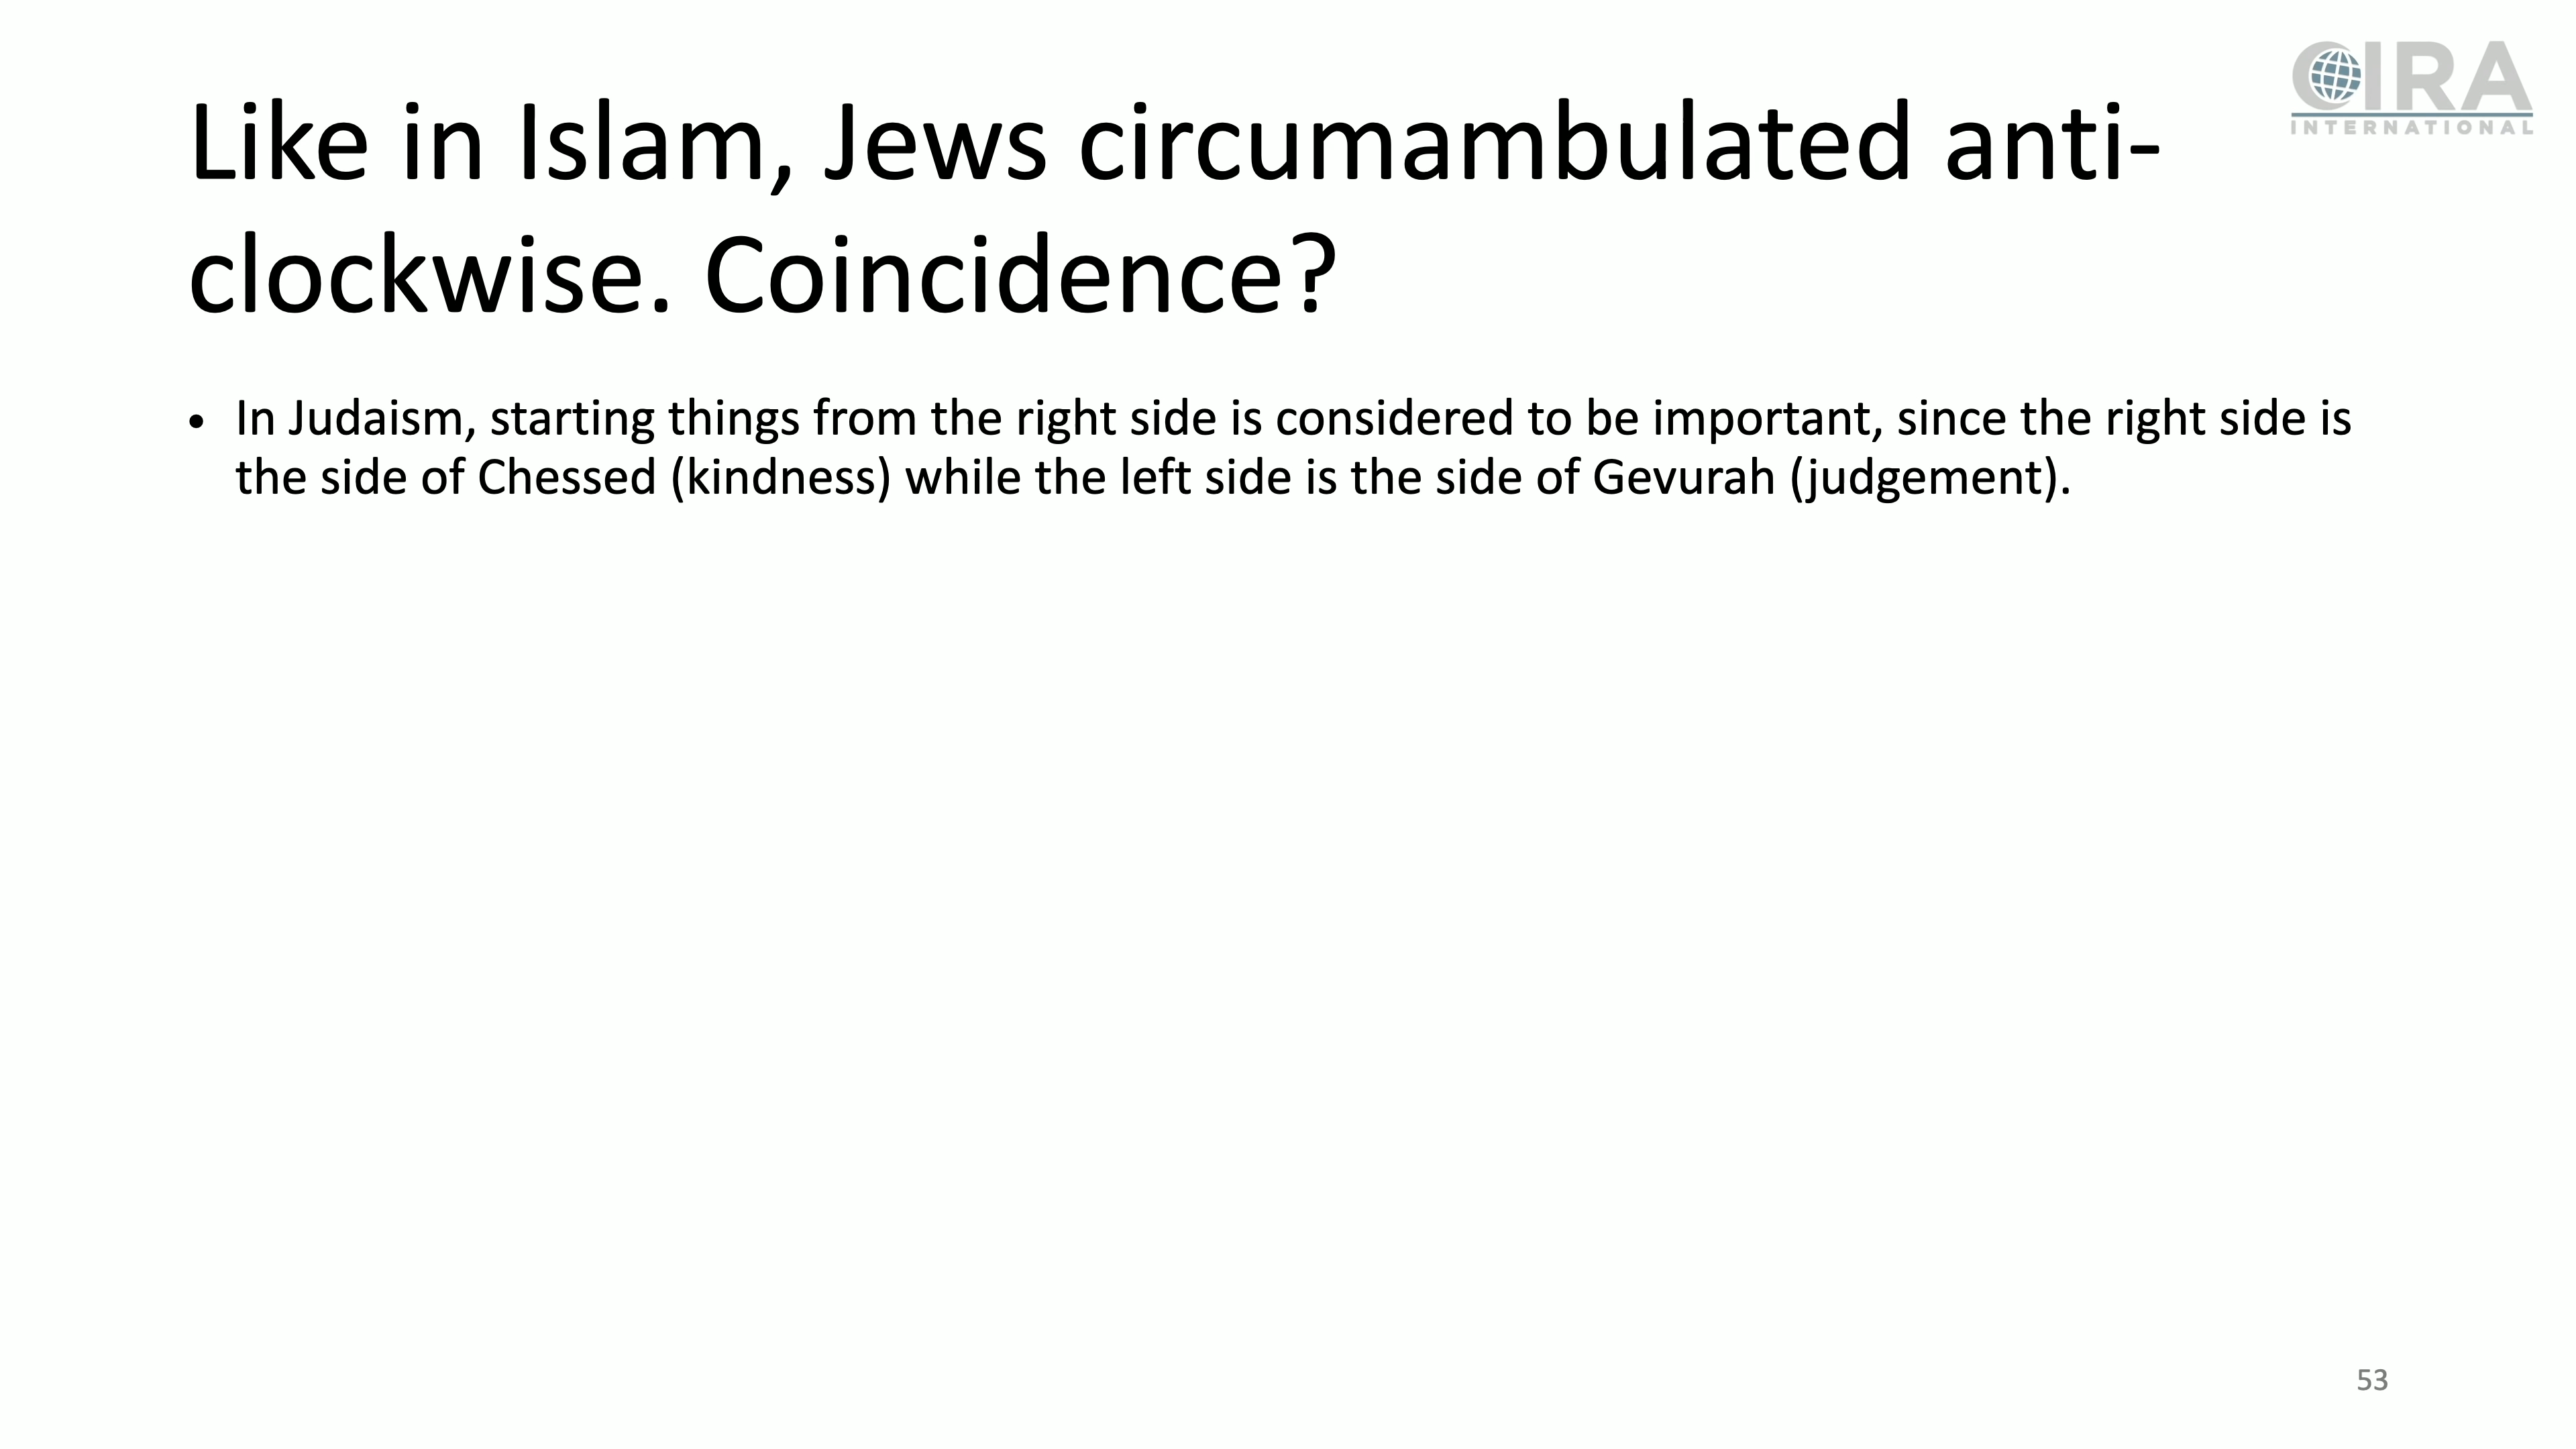 CIRA
INTERNATIONAL
Like in Islam, Jews circumambulated anti-
clockwise. Coincidence?
• In Judaism, starting things from the right side is considered to be important, since the right side is
the side of Chessed (kindness) while the left side is the side of Gevurah (judgement).
53